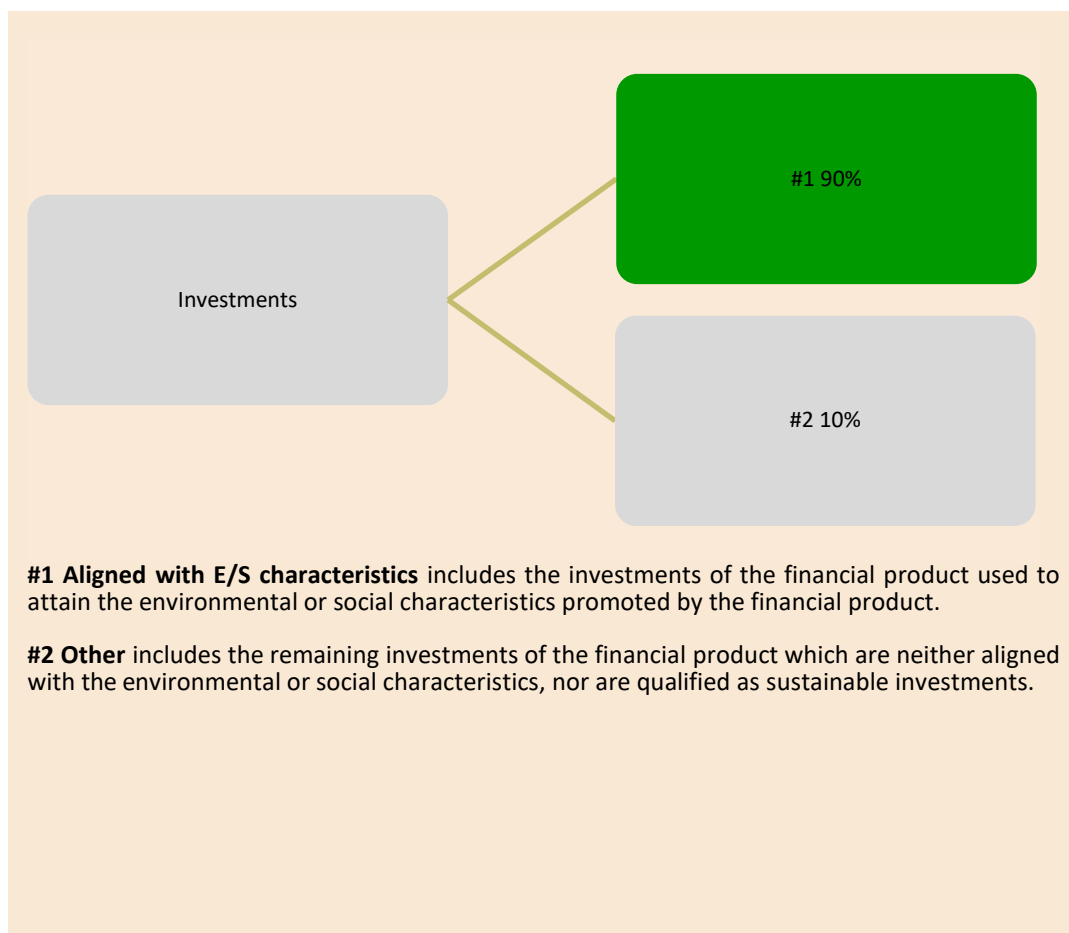 #1 90%
Investments
#2 10%
#1 Aligned with E/S characteristics includes the investments of the financial product used to
attain the environmental or social characteristics promoted by the financial product.
#2 Other includes the remaining investments of the financial product which are neither aligned
with the environmental or social characteristics, nor are qualified as sustainable investments.